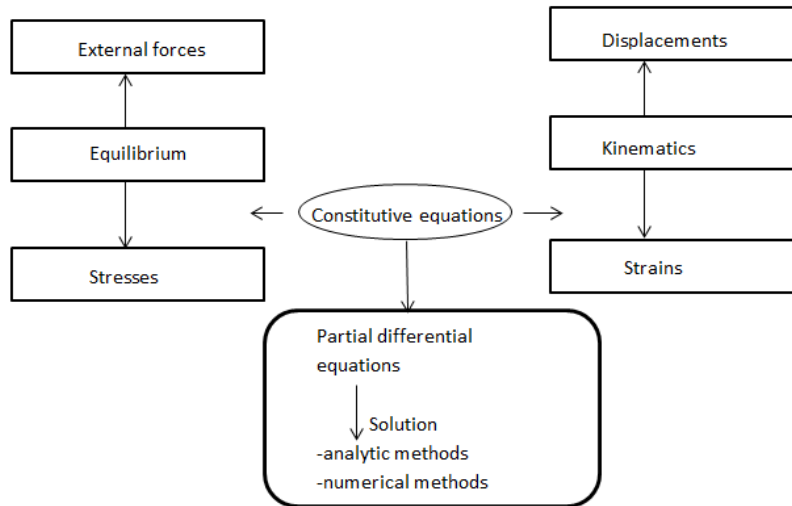 External forces
Displacements
Equilibrium
Kinematics
Constitutive equations
Stresses
Strains
Partial differential
equations
Solution
-analytic methods
-numerical methods